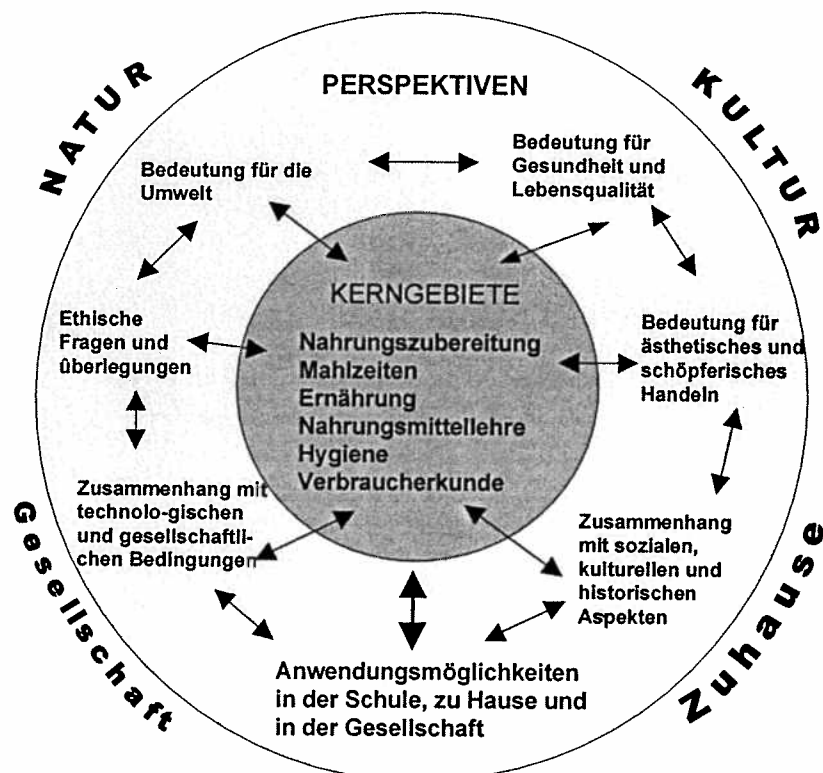 NATUR
KULTUR
PERSPEKTIVEN
Bedeutung für die
Umwelt
Bedeutung für
Gesundheit und
Lebensqualität
Ethische
Fragen und
überlegungen
KERNGEBIETE
Nahrungszubereitung
Mahlzeiten
Ernährung
Nahrungsmittellehre
Hygiene
Verbraucherkunde
Bedeutung für
ästhetisches und
schöpferisches
Handeln
Zusammenhang mit
technolo-gischen
und gesellschaftli-
chen Bedingungen
Zusammenhang
mit sozialen,
kulturellen und
historischen
Aspekten
Anwendungsmöglichkeiten
in der Schule, zu Hause und
in der Gesellschaft
Gesellschaft
Zuhause